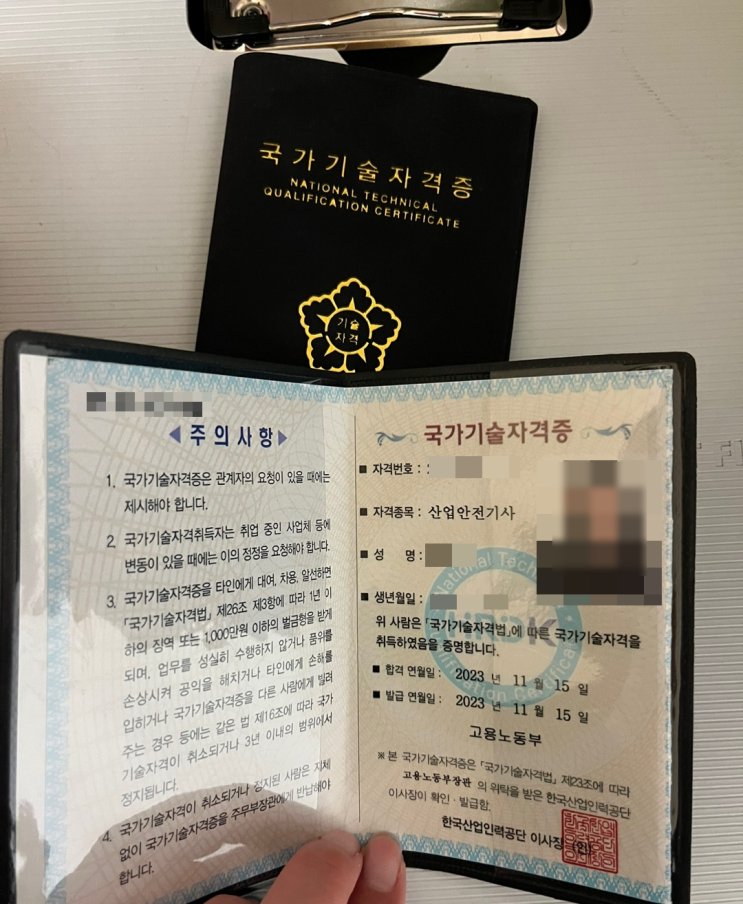 국가기술자격증
NATIONAL TECHNICAL
QUALIFICATION CERTIFICATE
기술
자격
주의사항
1. 국가기술자격증은 관계자의 요청이 있을 때에는
제시해야 합니다.
2. 국가기술자격취득자는 취업 중인 사업체 등에
변동이 있을 때에는 이의 정정을 요청해야 합니다.
3. 국가기술자격증을 타인에게 대여, 차용, 알선하면
「국가기술자격법」 제26조 제3항에 따라 1년 이
하의 징역 또는 1,000만원 이하의 벌금형을 받게
되며, 업무를 성실히 수행하지 않거나 품위를
손상시켜 공익을 해치거나 타인에게 손해를
입히거나 국가기술자격증을 다른 사람에게 빌려
주는 경우 등에는 같은 법 제16조에 따라 국가
기술자격이 취소되거나 3년 이내의 범위에서
정지됩니다.
4. 국가기술자격이 취소되거나 정지된 사람은 지체
없이 국가기술자격증을 주무부장관에게 반납해야
합니다.
국가기술자격증
■ 자격번호 :
■ 자격종목 : 산업안전기사
■ 성 명 :
■ 생년월일 :
위 사람은 「국가기술자격법」에 따른 국가기술자격을
취득하였음을 증명합니다.
■ 합격 연월일 : 2023 년 11 월 15 일
■ 발급 연월일 : 2023 년 11 월 15 일
고용노동부
※ 본 국가기술자격증은 「국가기술자격법」 제23조에 따라
고용노동부장관 의 위탁을 받은 한국산업인력공단
이사장이 확인·발급함.
한국산업인력공단 이사장 (인)